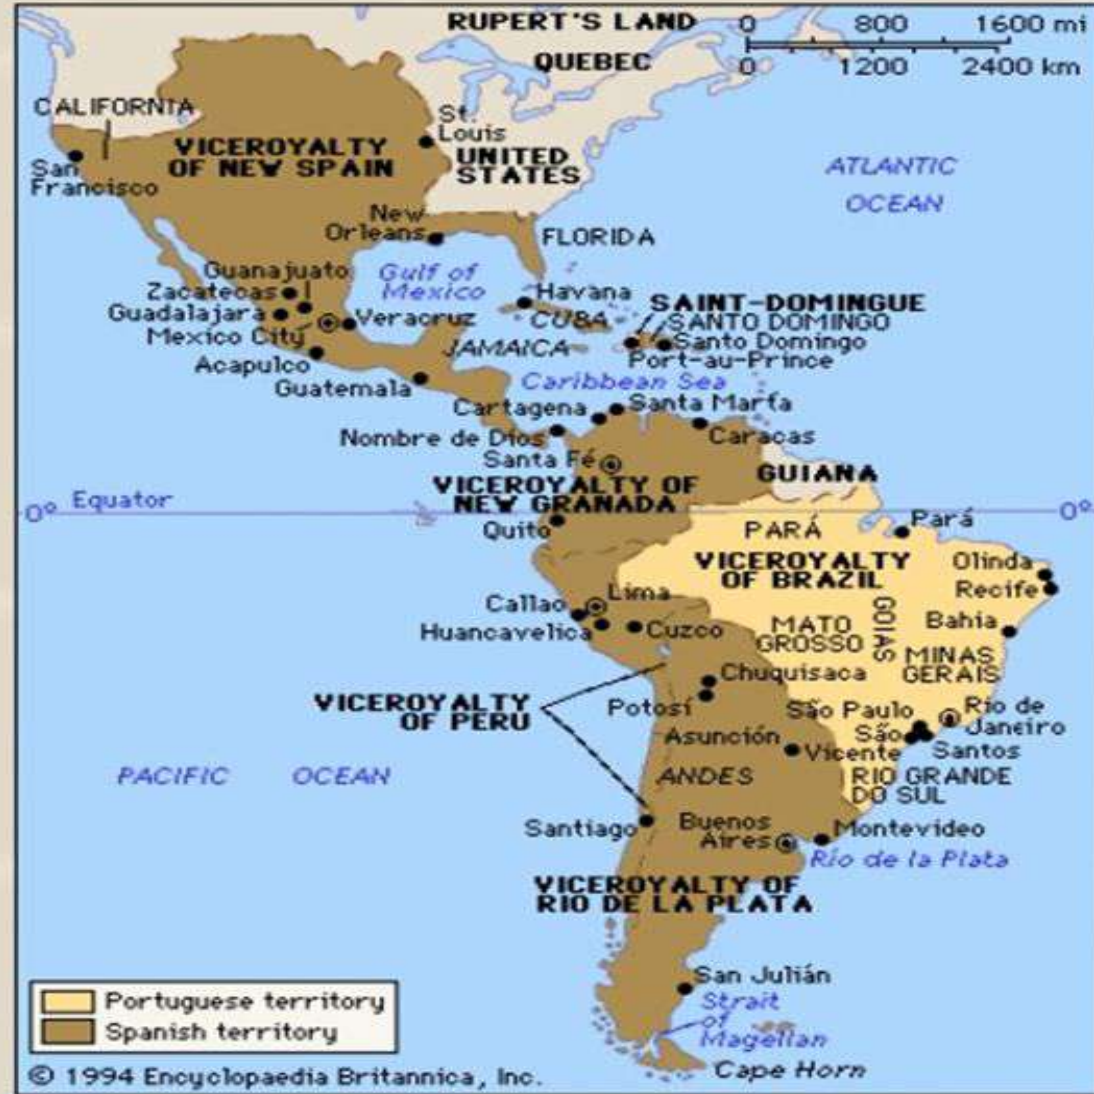 RUPERT'S LAND
0 800 1600 mi
QUEBEC
0 1200 2400 km
CALIFORNIA
St.
Louis
VICEROYALTY
OF NEW SPAIN
UNITED
STATES
ATLANTIC
OCEAN
San
Francisco
New
Orleans
FLORIDA
Guanajuato
Gulf of
Mexico
Zacatecas
Havana
SAINT-DOMINGUE
Guadalajara
Veracruz
CUBA
SANTO DOMINGO
Mexico City
JAMAICA
Santo Domingo
Port-au-Prince
Acapulco
Guatemala
Caribbean Sea
Cartagena
Santa Marta
Nombre de Dios
Caracas
Santa Fé
GUIANA
VICEROYALTY OF
NEW GRANADA
0° Equator
0°
Quito
PARÁ
Pará
VICEROYALTY
OF BRAZIL
Olinda
Recife
Lima
Callao
Huancavelica
Cuzco
MATO
GROSSO
GOIAS
Bahia
MINAS
GERAIS
Chuquisaca
VICEROYALTY
OF PERU
Potosí
São Paulo
Rio de
Janeiro
Asunción
São
Vicente
Santos
PACIFIC OCEAN
ANDES
RIO GRANDE
DO SUL
Santiago
Buenos
Aires
Montevideo
Río de la Plata
VICEROYALTY OF
RIO DE LA PLATA
San Julián
Strait
of
Magellan
Cape Horn
Portuguese territory
Spanish territory
© 1994 Encyclopaedia Britannica, Inc.